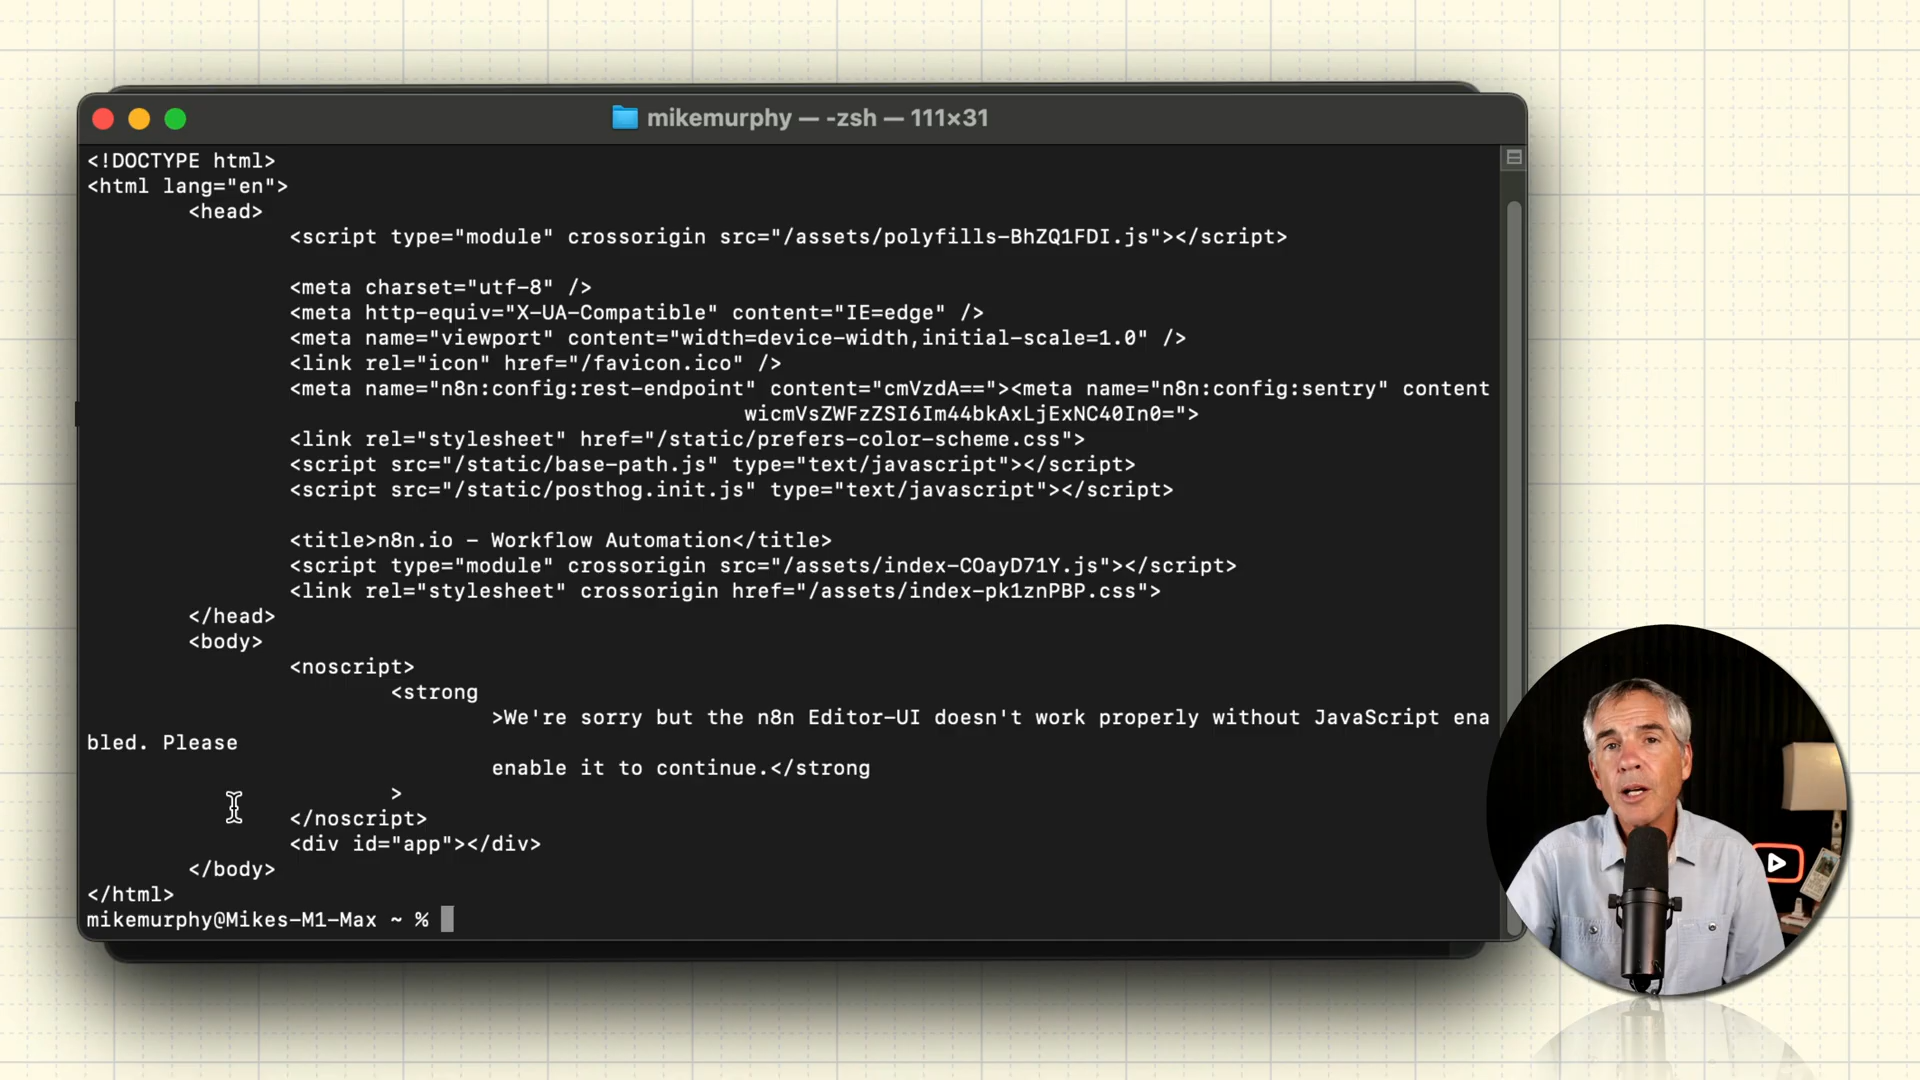 mikemurphy — -zsh — 111×31
<!DOCTYPE html>
<html lang="en">
<head>
<script type="module" crossorigin src="/assets/polyfills-BhZQ1FDI.js"></script>
<meta charset="utf-8" />
<meta http-equiv="X-UA-Compatible" content="IE=edge" />
<meta name="viewport" content="width=device-width,initial-scale=1.0" />
<link rel="icon" href="/favicon.ico" />
<meta name="n8n:config:rest-endpoint" content="cmVzdA=="><meta name="n8n:config:sentry" content
wicmVsZWFzZSI6Im44bkAxLjExNC40In0=">
<link rel="stylesheet" href="/static/prefers-color-scheme.css">
<script src="/static/base-path.js" type="text/javascript"></script>
<script src="/static/posthog.init.js" type="text/javascript"></script>
<title>n8n.io - Workflow Automation</title>
<script type="module" crossorigin src="/assets/index-COayD71Y.js"></script>
<link rel="stylesheet" crossorigin href="/assets/index-pk1znPBP.css">
</head>
<body>
<noscript>
<strong
>We're sorry but the n8n Editor-UI doesn't work properly without JavaScript ena
bled. Please
enable it to continue.</strong
>
</noscript>
<div id="app"></div>
</body>
</html>
mikemurphy@Mikes-M1-Max ~ %